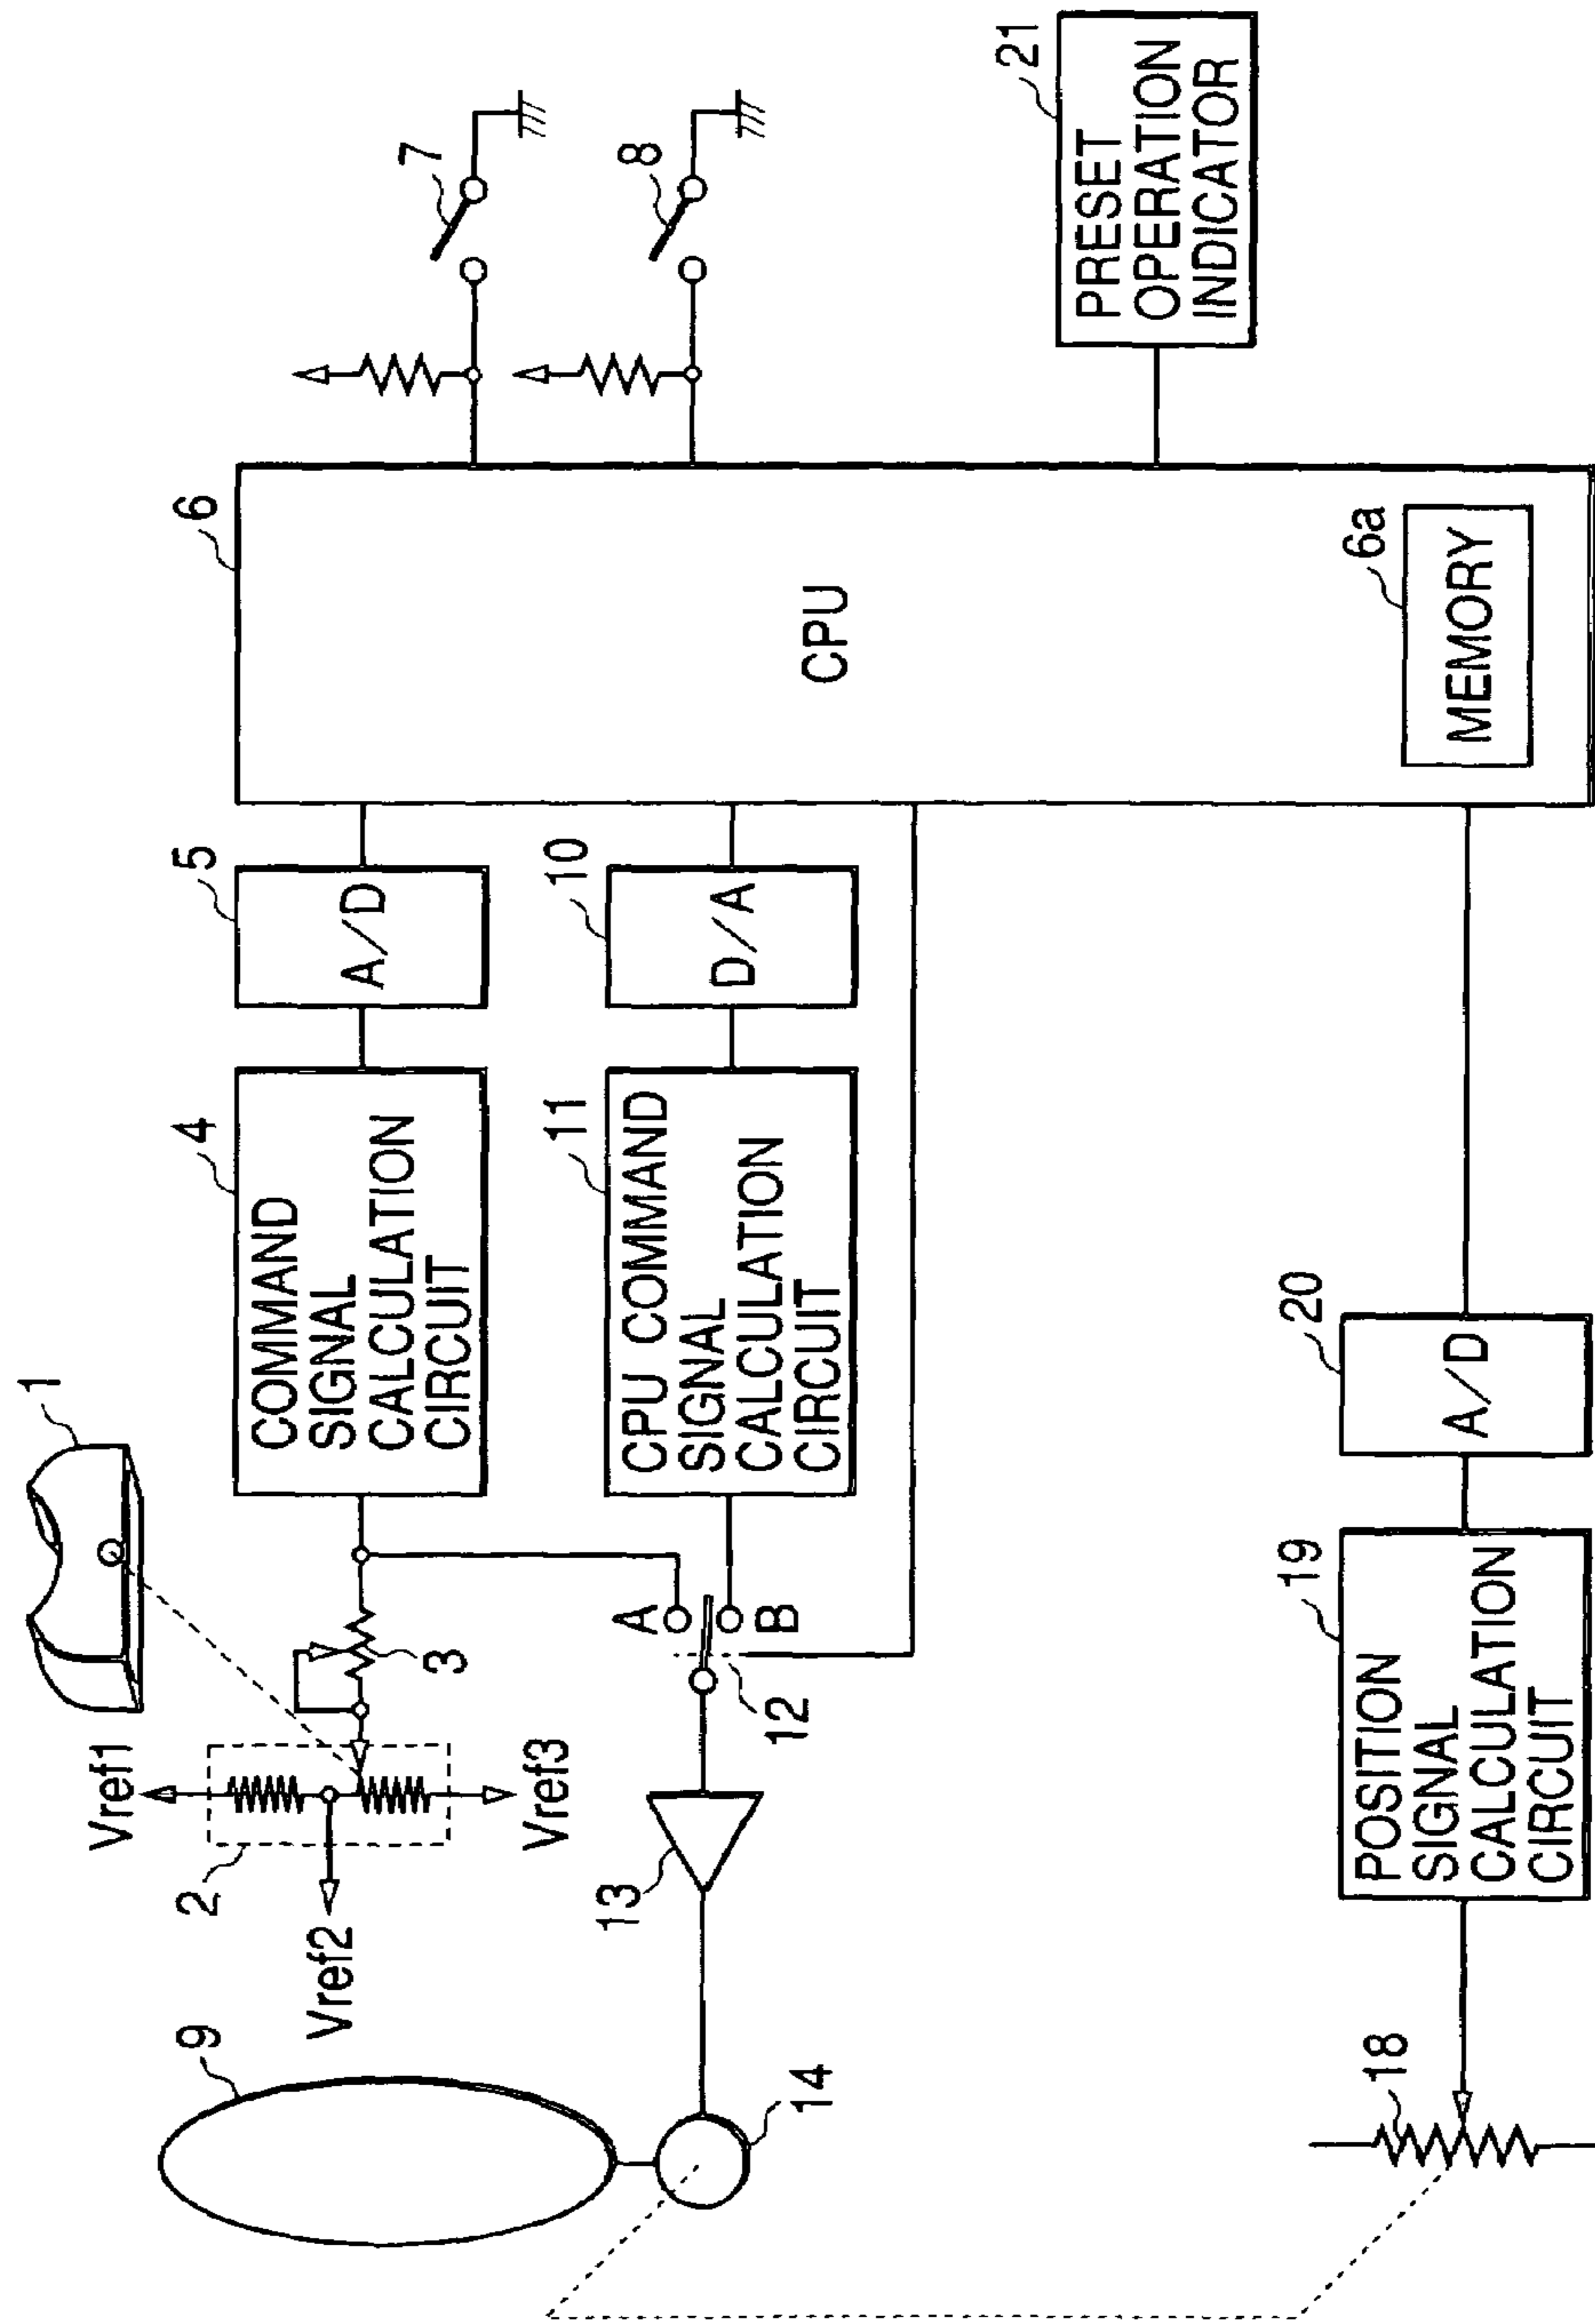 1
Vref1
2
Vref2
Vref3
3
4
COMMAND
SIGNAL
CALCULATION
CIRCUIT
5
A/D
6
CPU
6a
MEMORY
7
8
9
10
D/A
11
CPU COMMAND
SIGNAL
CALCULATION
CIRCUIT
A
B
12
13
14
18
19
POSITION
SIGNAL
CALCULATION
CIRCUIT
20
A/D
21
PRESET
OPERATION
INDICATOR